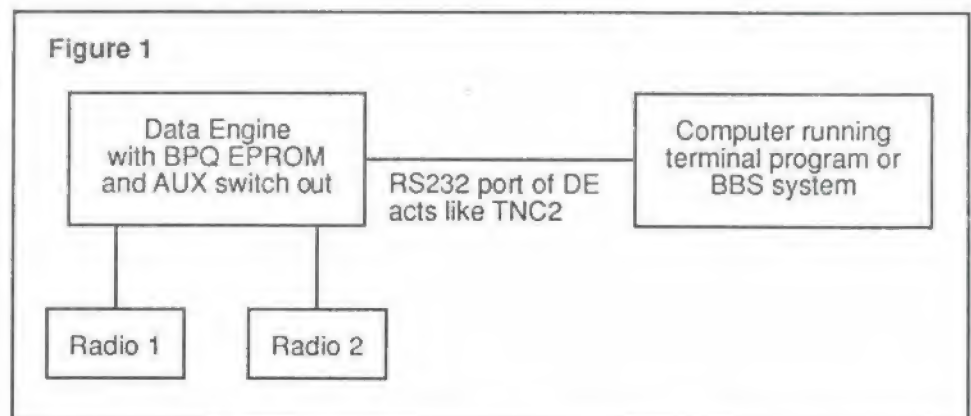 Figure 1
Data Engine
with BPQ EPROM
and AUX switch out
RS232 port of DE
acts like TNC2
Computer running
terminal program or
BBS system
Radio 1
Radio 2